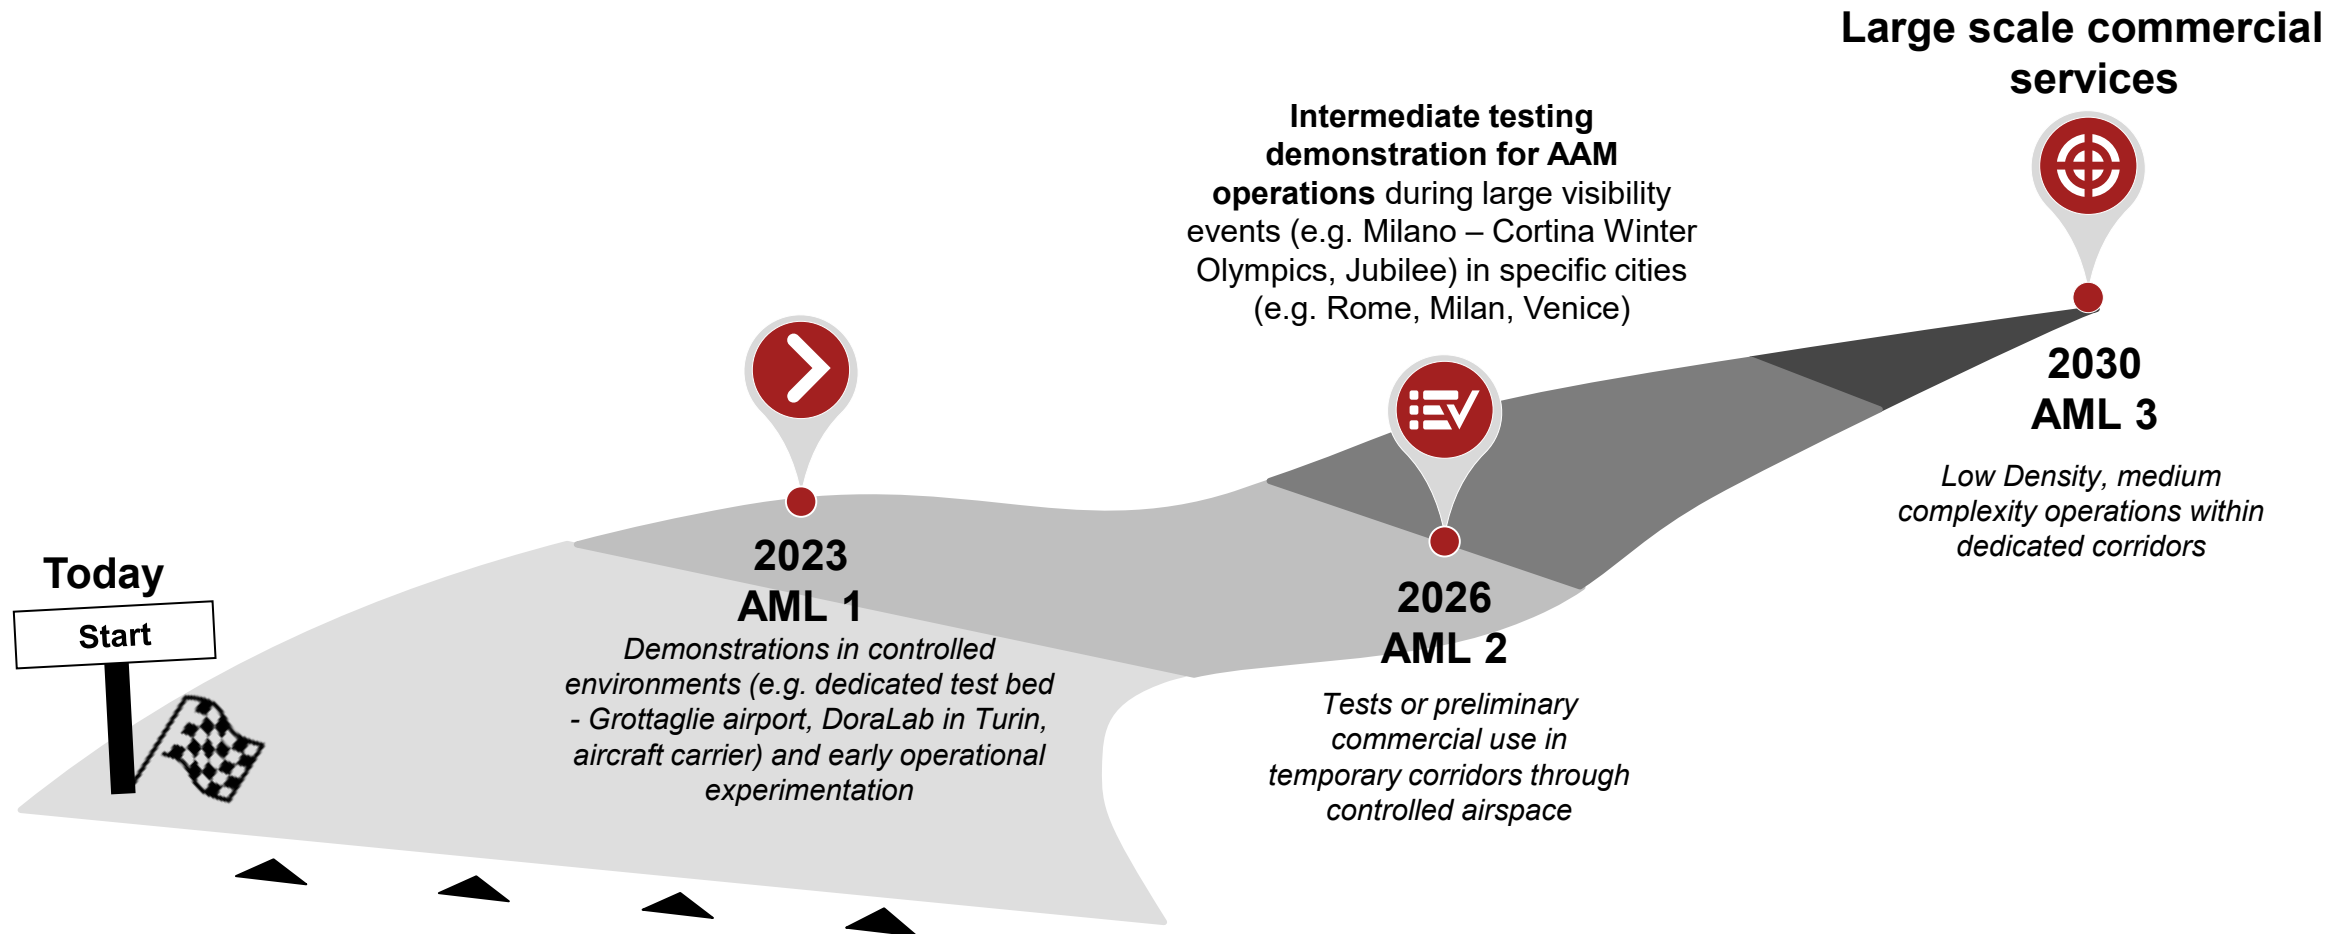 Today
Start
2023
AML 1
Demonstrations in controlled
environments (e.g. dedicated test bed
- Grottaglie airport, DoraLab in Turin,
aircraft carrier) and early operational
experimentation
Intermediate testing
demonstration for AAM
operations during large visibility
events (e.g. Milano – Cortina Winter
Olympics, Jubilee) in specific cities
(e.g. Rome, Milan, Venice)
2026
AML 2
Tests or preliminary
commercial use in
temporary corridors through
controlled airspace
Large scale commercial
services
2030
AML 3
Low Density, medium
complexity operations within
dedicated corridors